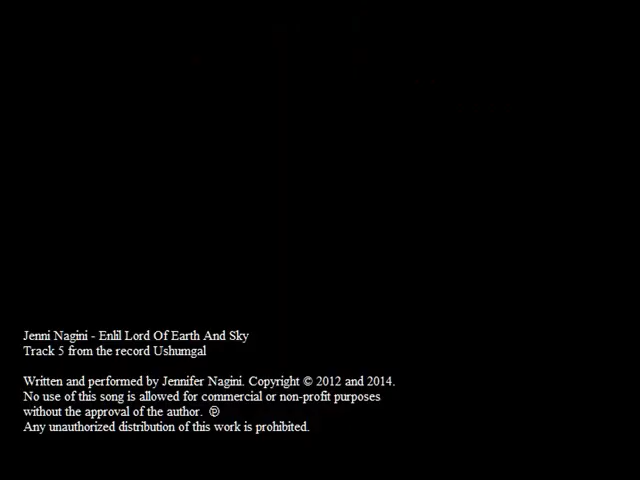 Jenni Nagini - Enlil Lord Of Earth And Sky
Track 5 from the record Ushumgal
Written and performed by Jennifer Nagini. Copyright © 2012 and 2014.
No use of this song is allowed for commercial or non-profit purposes
without the approval of the author. ℗
Any unauthorized distribution of this work is prohibited.